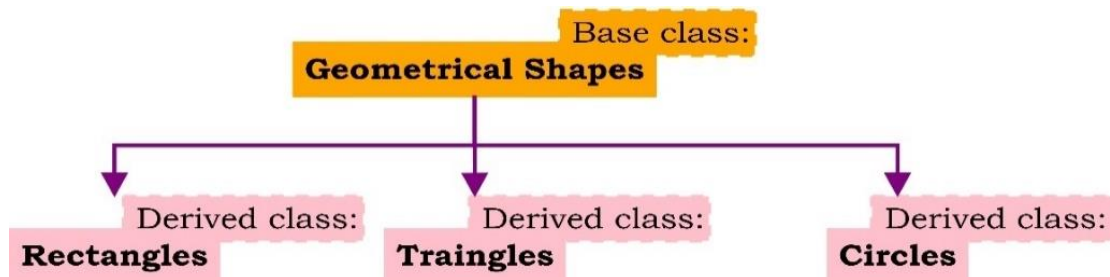 Base class:
Geometrical Shapes
Derived class:
Rectangles
Derived class:
Traingles
Derived class:
Circles